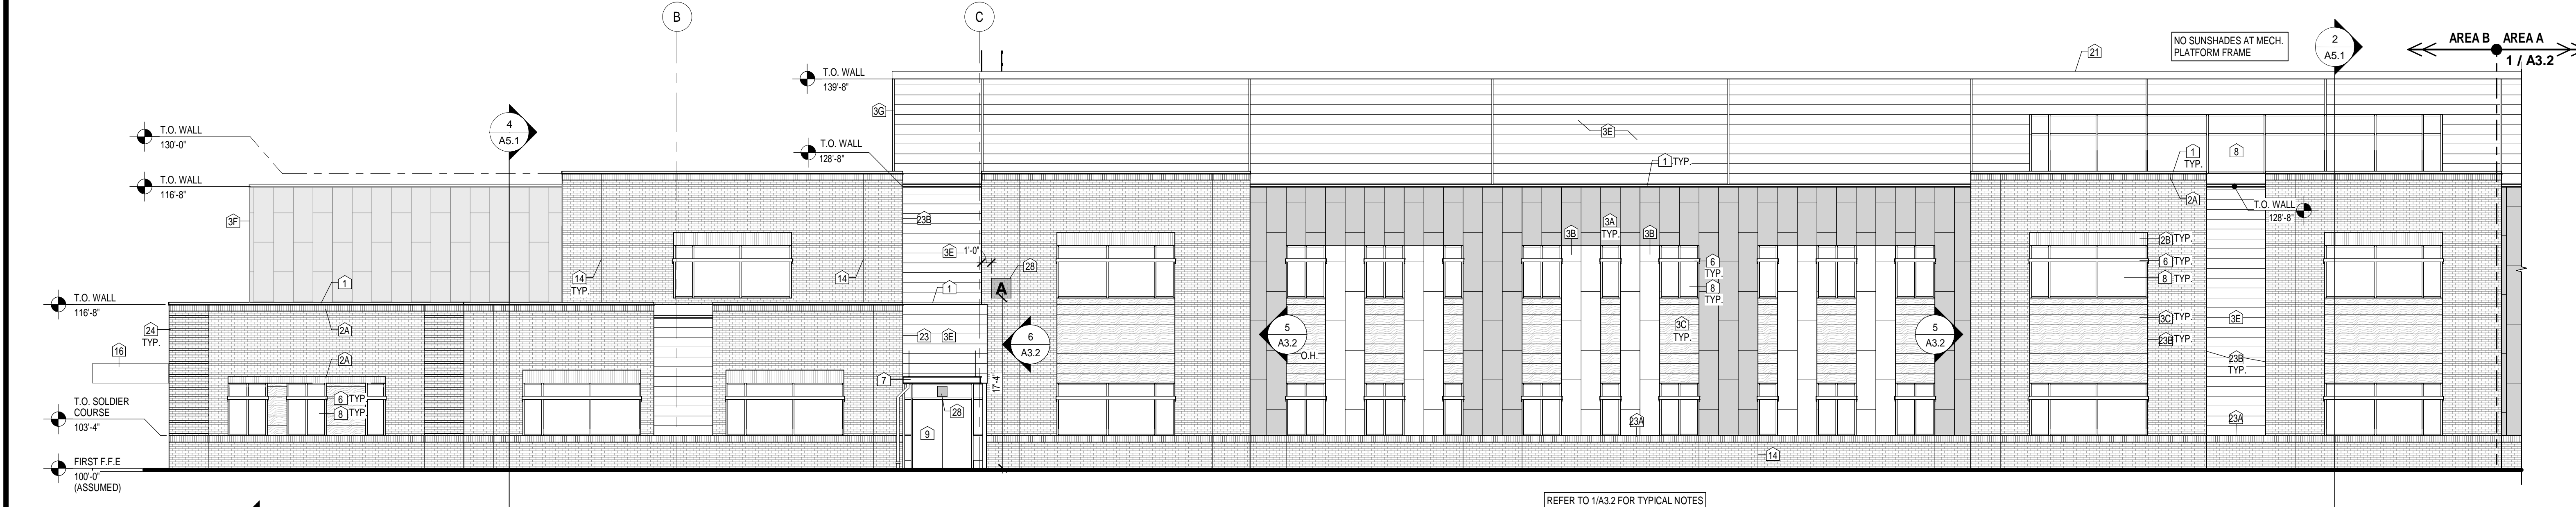 B
C
NO SUNSHADES AT MECH.
PLATFORM FRAME
2
A5.1
AREA B
AREA A
1 / A3.2
21
T.O. WALL
139'-8"
3G
4
A5.1
T.O. WALL
130'-0"
3E
T.O. WALL
128'-8"
1 TYP.
1
TYP.
8
T.O. WALL
116'-8"
2A
T.O. WALL
128'-8"
3F
23B
3A
TYP.
3B
3B
2B TYP.
3E
1'-0"
28
14
TYP.
14
6
TYP.
6 TYP.
8 TYP.
8
TYP.
1
1
A
T.O. WALL
116'-8"
24
TYP.
2A
23
3E
6
A3.2
5
A3.2
O.H.
3C
TYP.
5
A3.2
3C TYP.
3E
23B TYP.
16
2A
7
17'-4"
23B
TYP.
6 TYP.
8 TYP.
T.O. SOLDIER
COURSE
103'-4"
28
23A
23A
9
14
FIRST F.F.E
100'-0"
(ASSUMED)
REFER TO 1/A3.2 FOR TYPICAL NOTES